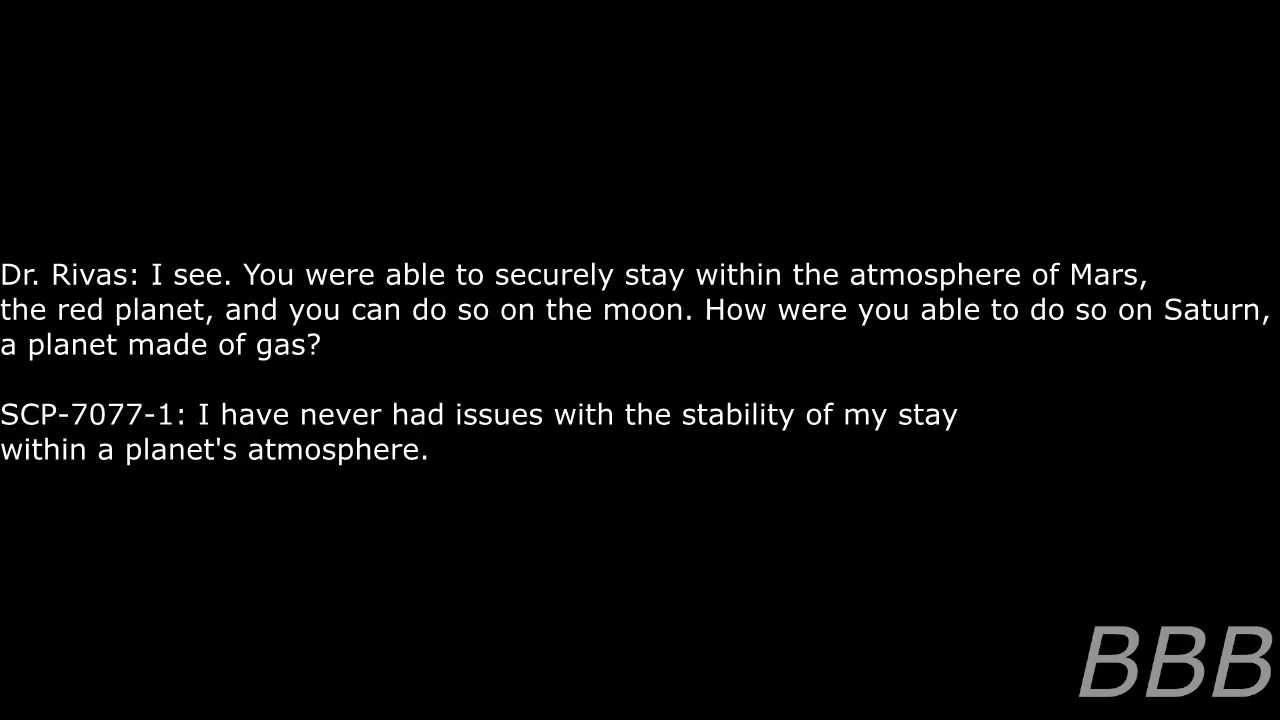 Dr. Rivas: I see. You were able to securely stay within the atmosphere of Mars,
the red planet, and you can do so on the moon. How were you able to do so on Saturn,
a planet made of gas?
SCP-7077-1: I have never had issues with the stability of my stay
within a planet's atmosphere.
BBB